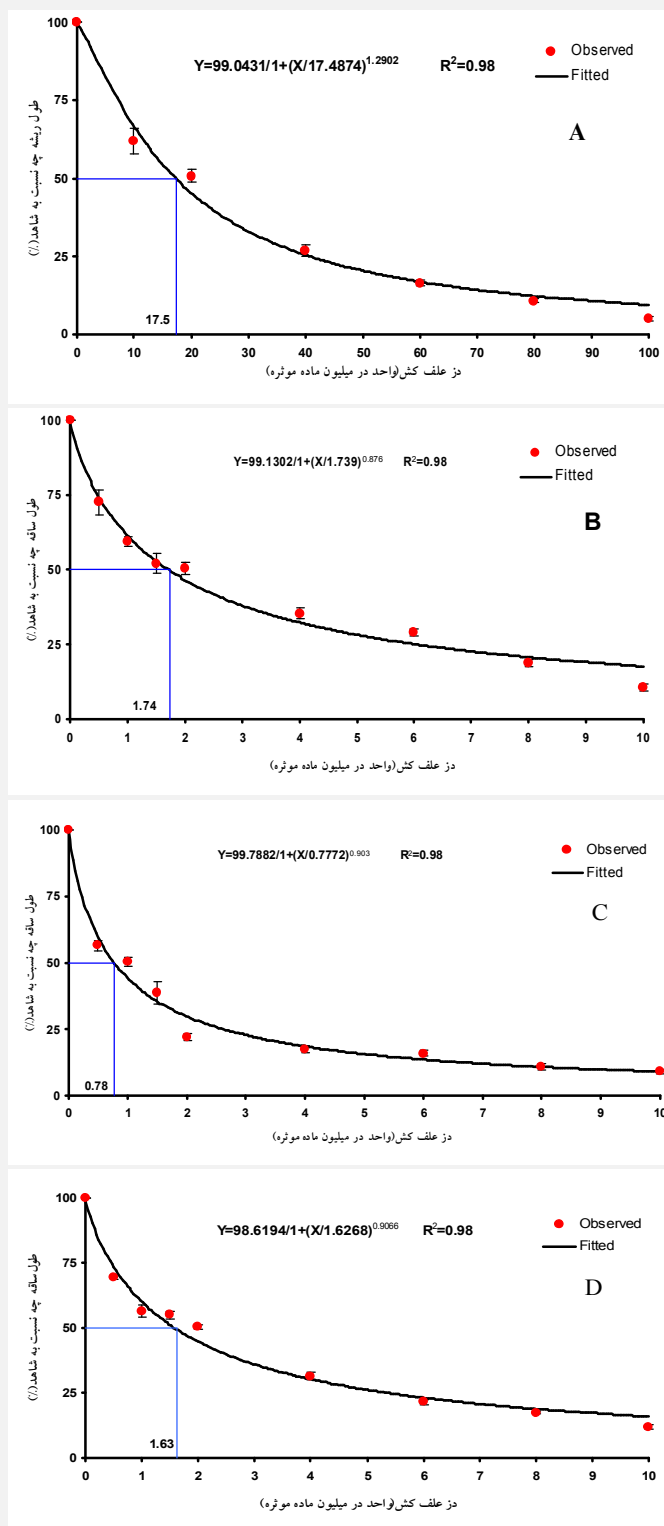 100
75
50
25
0
طول ریشه چه نسبت به شاهد(٪)
Y=99.0431/1+(X/17.4874)^1.2902 R²=0.98
Observed
Fitted
A
17.5
0 10 20 30 40 50 60 70 80 90 100
دز علف کش(واحد در میلیون ماده موثره)
100
75
50
25
0
طول ساقه چه نسبت به شاهد(٪)
Y=99.1302/1+(X/1.739)^0.876 R²=0.98
Observed
Fitted
B
1.74
0 1 2 3 4 5 6 7 8 9 10
دز علف کش(واحد در میلیون ماده موثره)
100
75
50
25
0
طول ساقه چه نسبت به شاهد(٪)
Y=99.7882/1+(X/0.7772)^0.903 R²=0.98
Observed
Fitted
C
0.78
0 1 2 3 4 5 6 7 8 9 10
دز علف کش(واحد در میلیون ماده موثره)
100
75
50
25
0
طول ساقه چه نسبت به شاهد(٪)
Y=98.6194/1+(X/1.6268)^0.9066 R²=0.98
Observed
Fitted
D
1.63
0 1 2 3 4 5 6 7 8 9 10
دز علف کش(واحد در میلیون ماده موثره)